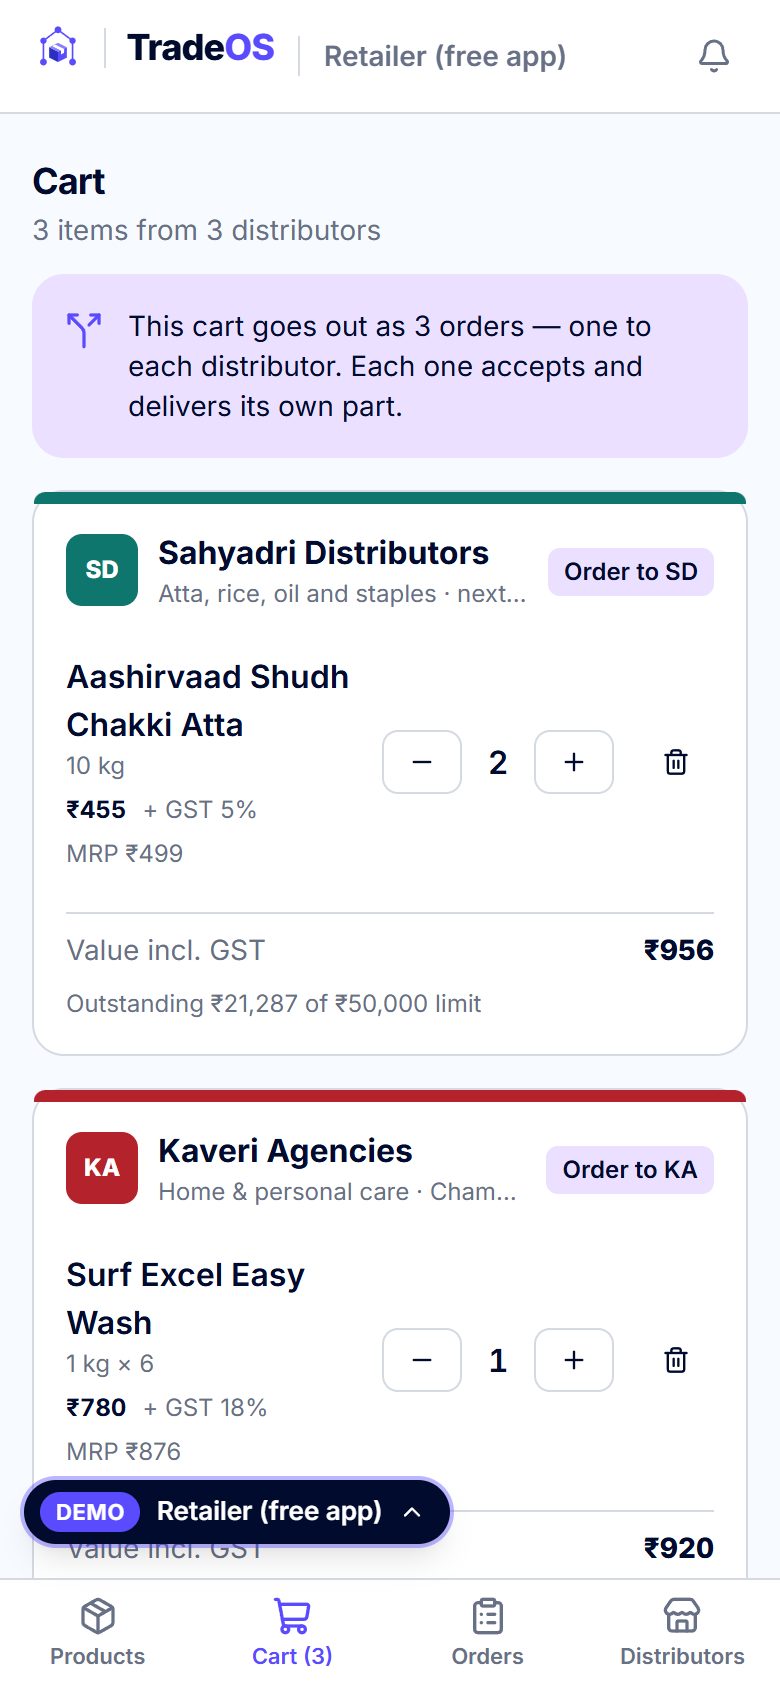 TradeOS
Retailer (free app)
Cart
3 items from 3 distributors
This cart goes out as 3 orders — one to
each distributor. Each one accepts and
delivers its own part.
SD
Sahyadri Distributors
Atta, rice, oil and staples · next...
Order to SD
Aashirvaad Shudh
Chakki Atta
10 kg
₹455 + GST 5%
MRP ₹499
2
Value incl. GST
₹956
Outstanding ₹21,287 of ₹50,000 limit
KA
Kaveri Agencies
Home & personal care · Cham...
Order to KA
Surf Excel Easy
Wash
1 kg × 6
₹780 + GST 18%
MRP ₹876
1
DEMO Retailer (free app)
Value incl. GST
₹920
Products
Cart (3)
Orders
Distributors